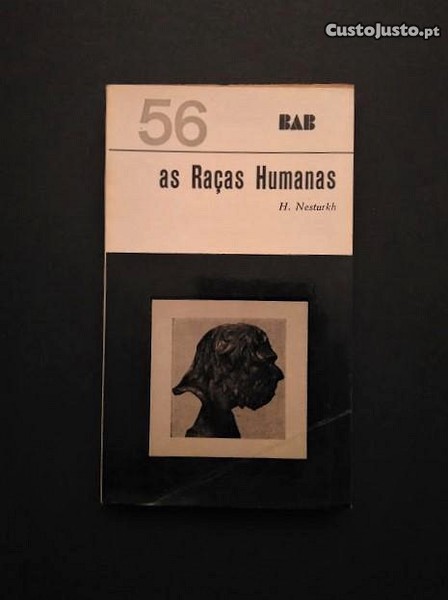 CustoJusto.pt
56
BAB
as Raças Humanas
H. Nesturkh